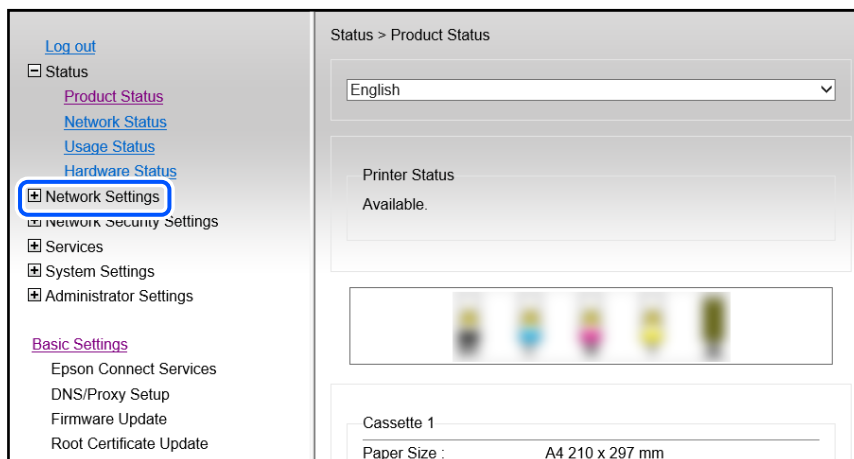 Log out
Status
Product Status
Network Status
Usage Status
Hardware Status
Network Settings
Network Security Settings
Services
System Settings
Administrator Settings
Basic Settings
Epson Connect Services
DNS/Proxy Setup
Firmware Update
Root Certificate Update
Status > Product Status
English
Printer Status
Available.
Cassette 1
Paper Size : A4 210 x 297 mm